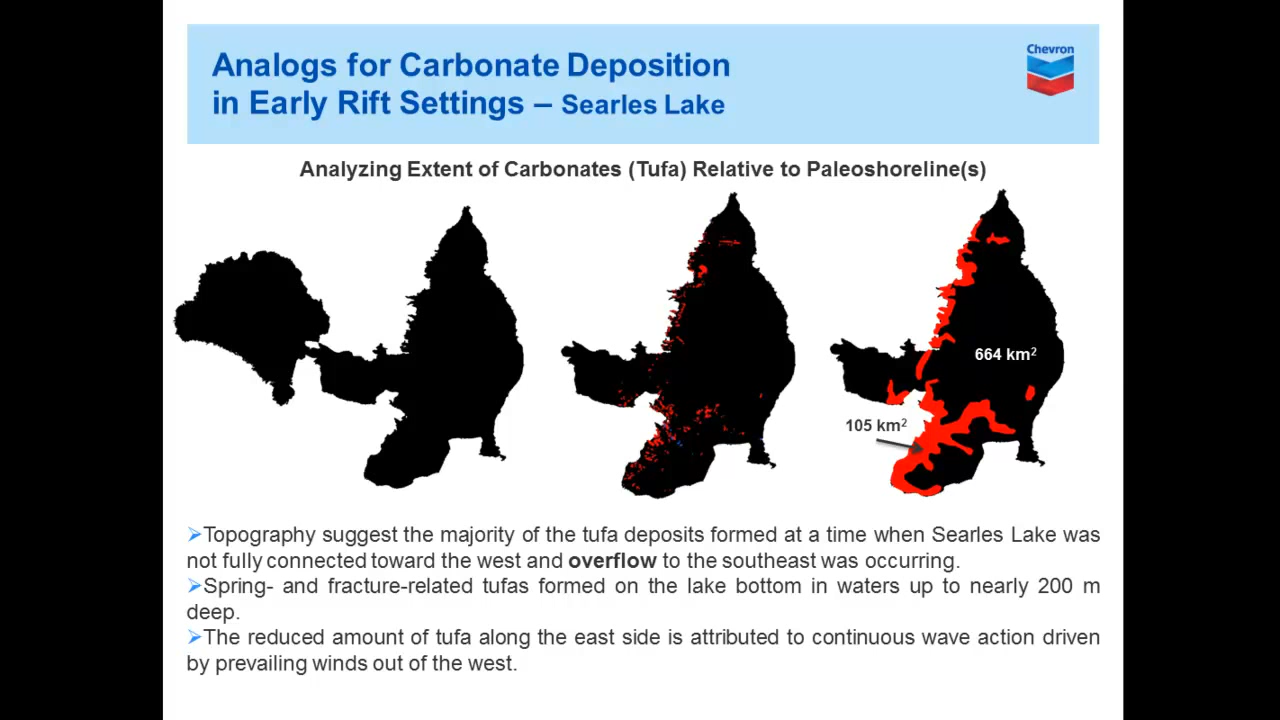 Analogs for Carbonate Deposition
in Early Rift Settings – Searles Lake
Chevron
Analyzing Extent of Carbonates (Tufa) Relative to Paleoshoreline(s)
664 km²
105 km²
➢Topography suggest the majority of the tufa deposits formed at a time when Searles Lake was
not fully connected toward the west and overflow to the southeast was occurring.
➢Spring- and fracture-related tufas formed on the lake bottom in waters up to nearly 200 m
deep.
➢The reduced amount of tufa along the east side is attributed to continuous wave action driven
by prevailing winds out of the west.